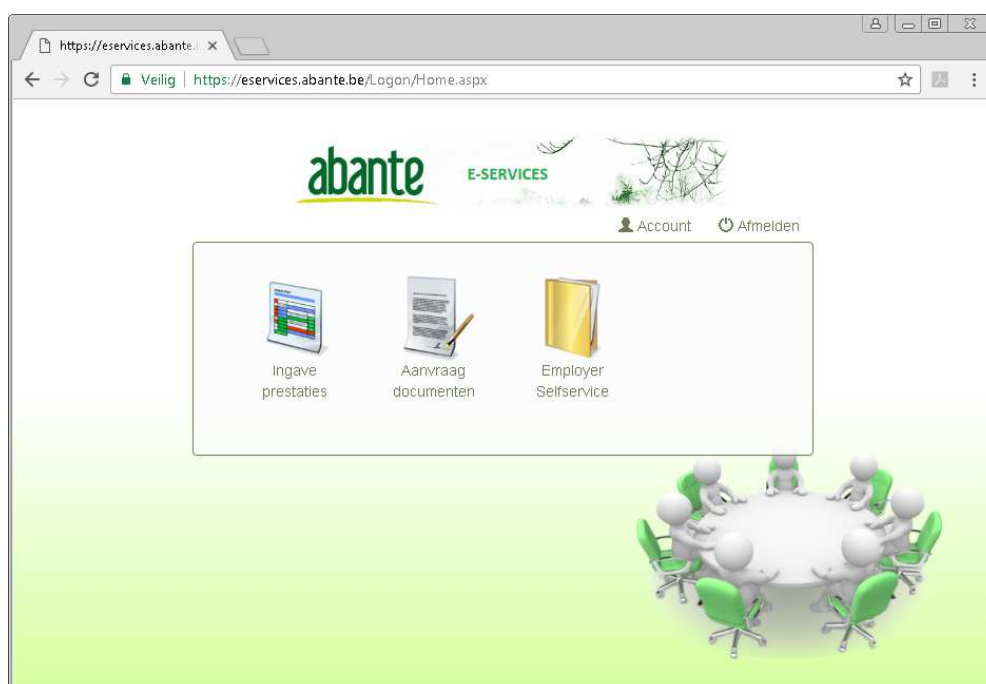 https://eservices.abante.
Veilig | https://eservices.abante.be/Logon/Home.aspx
abante
E-SERVICES
Account Afmelden
Ingave prestaties
Aanvraag documenten
Employer Selfservice